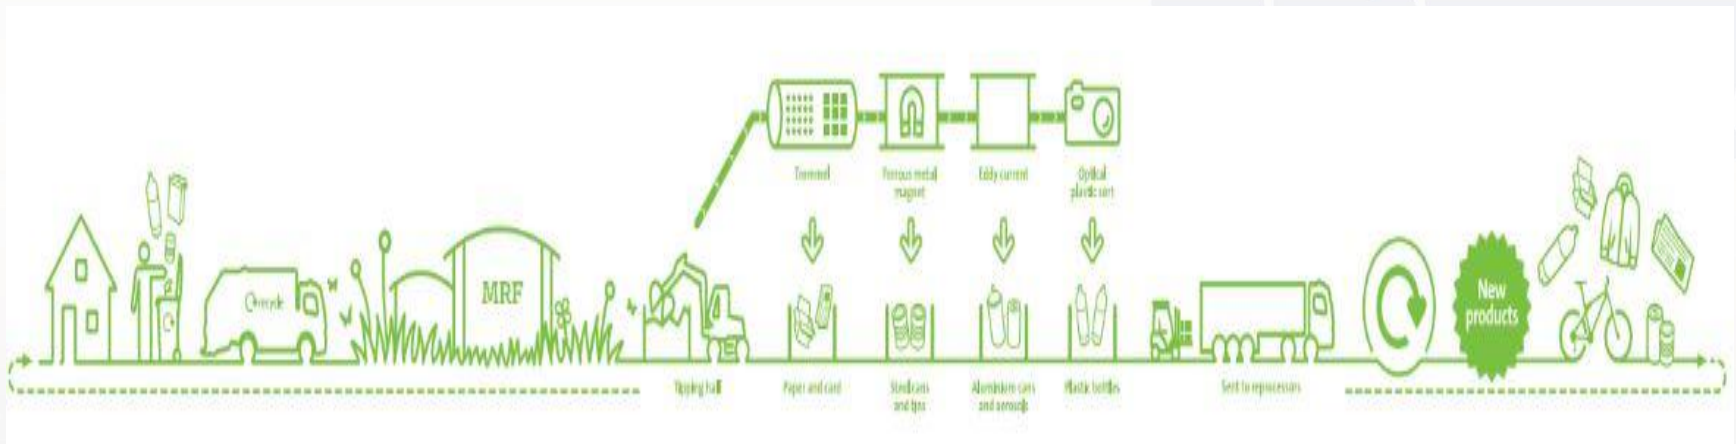 Trommel
Ferrous metal
magnet
Eddy current
Optical
plastic sort
recycle
MRF
New
products
Tipping hall
Paper and card
Steel cans
and tins
Aluminium cans
and aerosols
Plastic bottles
Sent to reprocessors